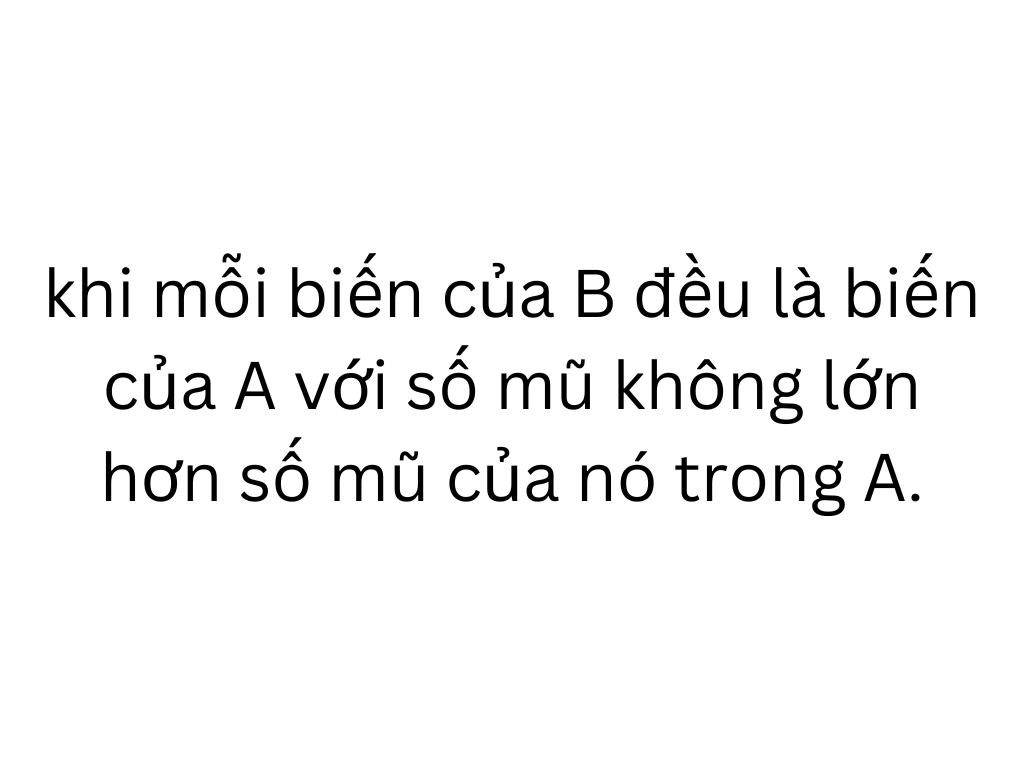 khi mỗi biến của B đều là biến
của A với số mũ không lớn
hơn số mũ của nó trong A.